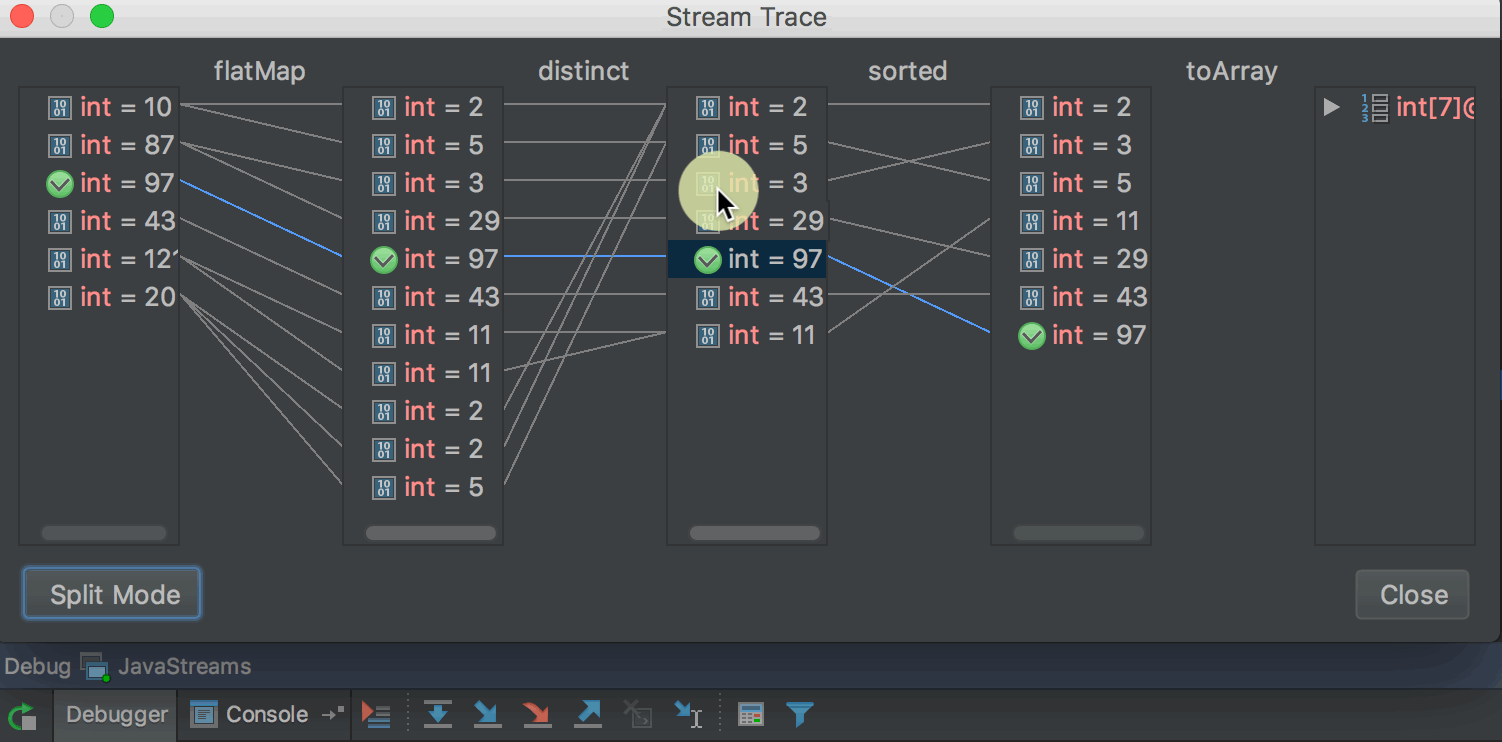 Stream Trace
flatMap distinct sorted toArray
int = 10 int = 2 int = 2 int = 2 int[7]@
int = 87 int = 5 int = 5 int = 3
int = 97 int = 3 int = 3 int = 5
int = 43 int = 29 int = 29 int = 11
int = 12 int = 97 int = 97 int = 29
int = 20 int = 43 int = 43 int = 43
int = 11 int = 11 int = 97
int = 11
int = 2
int = 2
int = 5
Split Mode Close
Debug JavaStreams
Debugger Console